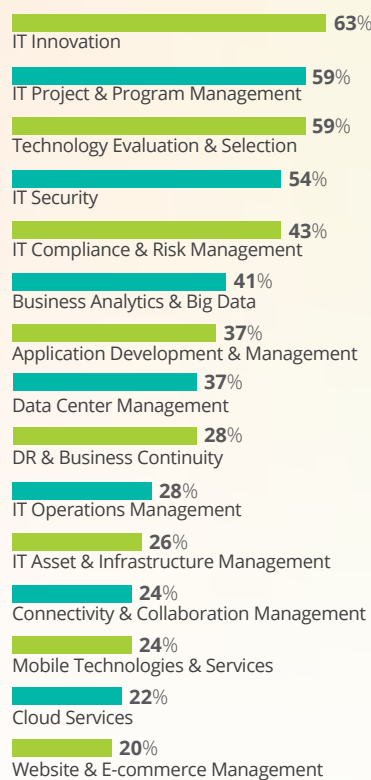 63%
IT Innovation
59%
IT Project & Program Management
59%
Technology Evaluation & Selection
54%
IT Security
43%
IT Compliance & Risk Management
41%
Business Analytics & Big Data
37%
Application Development & Management
37%
Data Center Management
28%
DR & Business Continuity
28%
IT Operations Management
26%
IT Asset & Infrastructure Management
24%
Connectivity & Collaboration Management
24%
Mobile Technologies & Services
22%
Cloud Services
20%
Website & E-commerce Management